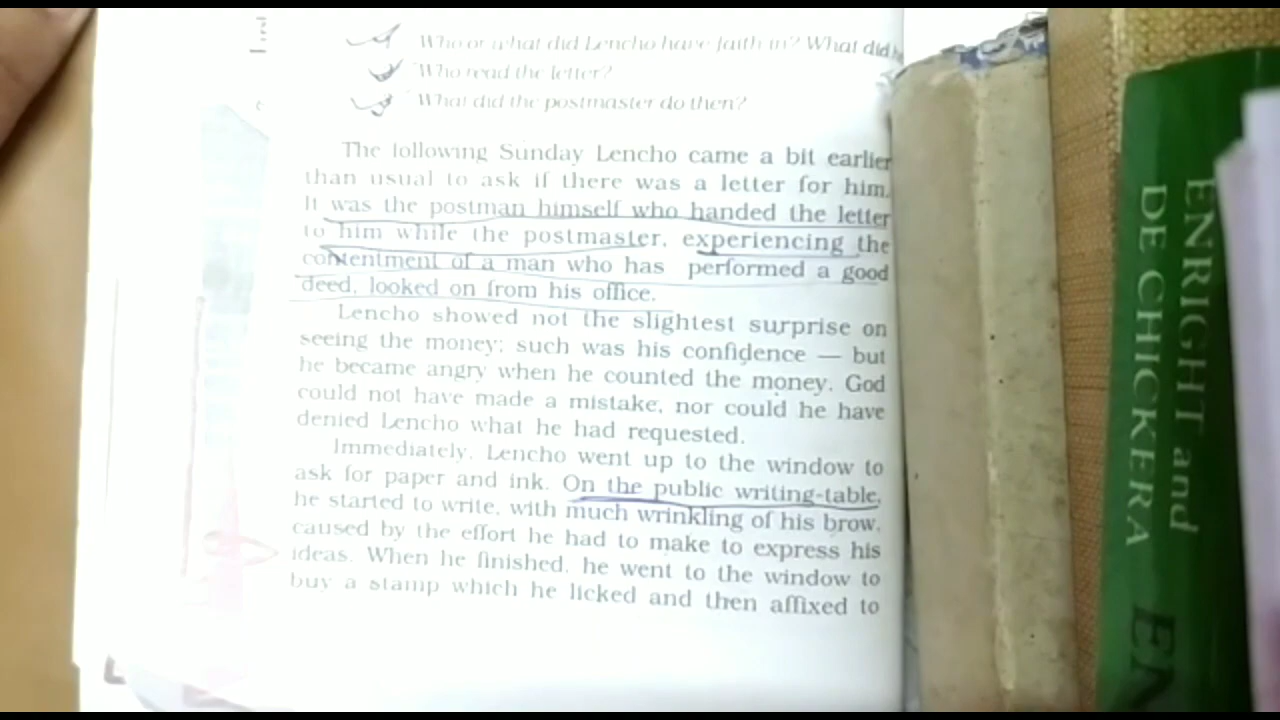 Who or what did Lencho have faith in? What did
Who read the letter?
What did the postmaster do then?
The following Sunday Lencho came a bit earlier
than usual to ask if there was a letter for him.
It was the postman himself who handed the letter
to him while the postmaster, experiencing the
contentment of a man who has performed a good
deed, looked on from his office.
Lencho showed not the slightest surprise on
seeing the money; such was his confidence — but
he became angry when he counted the money. God
could not have made a mistake, nor could he have
denied Lencho what he had requested.
Immediately, Lencho went up to the window to
ask for paper and ink. On the public writing-table,
he started to write, with much wrinkling of his brow,
caused by the effort he had to make to express his
ideas. When he finished, he went to the window to
buy a stamp which he licked and then affixed to
ENRIGHT and
DE CHICKERA
EN